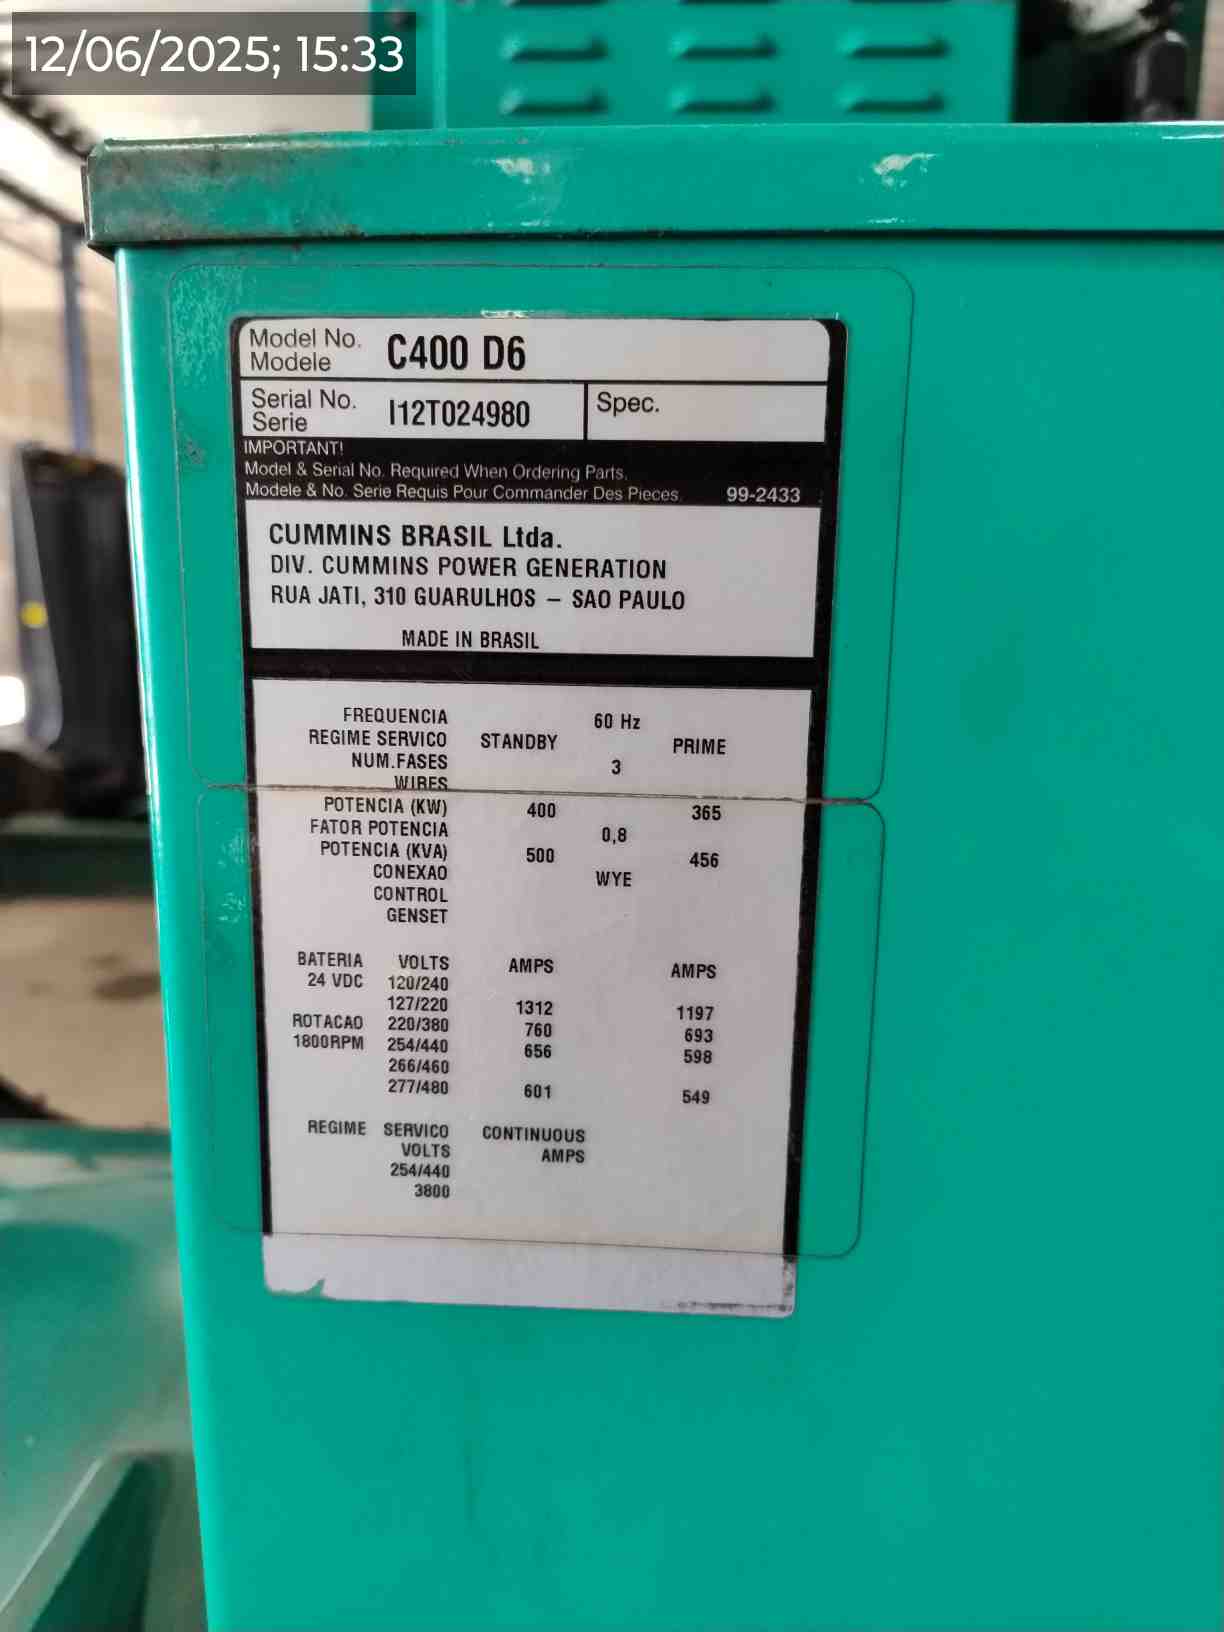 12/06/2025; 15:33
Model No.
Modele
C400 D6
Serial No.
Serie
I12T024980
Spec.
IMPORTANT!
Model & Serial No. Required When Ordering Parts.
Modele & No. Serie Requis Pour Commander Des Pieces. 99-2433
CUMMINS BRASIL Ltda.
DIV. CUMMINS POWER GENERATION
RUA JATI, 310 GUARULHOS – SAO PAULO
MADE IN BRASIL
FREQUENCIA 60 Hz
REGIME SERVICO STANDBY PRIME
NUM.FASES 3
WIRES
POTENCIA (KW) 400 365
FATOR POTENCIA 0,8
POTENCIA (KVA) 500 456
CONEXAO WYE
CONTROL
GENSET
BATERIA VOLTS AMPS AMPS
24 VDC 120/240
127/220 1312 1197
ROTACAO 220/380 760 693
1800RPM 254/440 656 598
266/460
277/480 601 549
REGIME SERVICO CONTINUOUS
VOLTS AMPS
254/440
3800